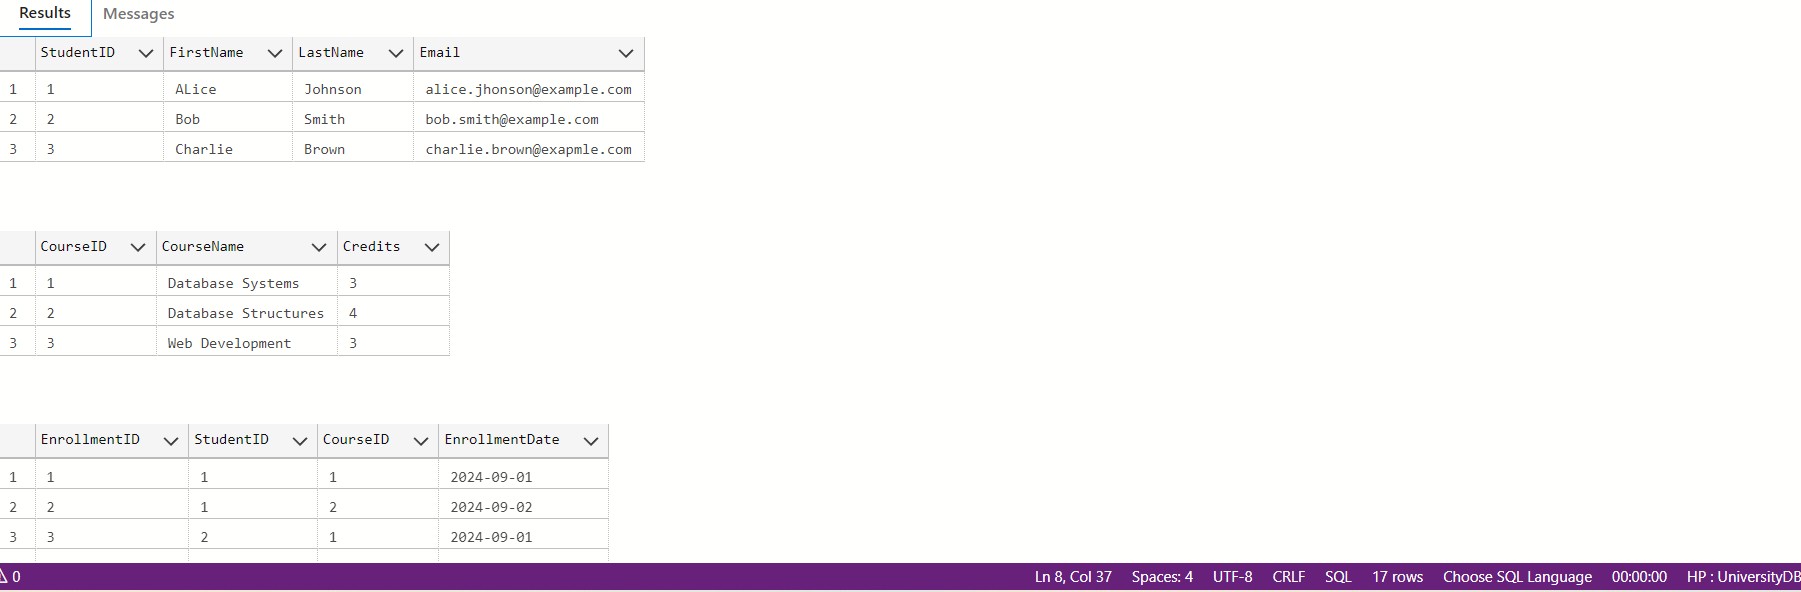 Results Messages
StudentID FirstName LastName Email
1 1 ALice Johnson alice.jhonson@example.com
2 2 Bob Smith bob.smith@example.com
3 3 Charlie Brown charlie.brown@exapmle.com
CourseID CourseName Credits
1 1 Database Systems 3
2 2 Database Structures 4
3 3 Web Development 3
EnrollmentID StudentID CourseID EnrollmentDate
1 1 1 1 2024-09-01
2 2 1 2 2024-09-02
3 3 2 1 2024-09-01
0 Ln 8, Col 37 Spaces: 4 UTF-8 CRLF SQL 17 rows Choose SQL Language 00:00:00 HP : UniversityDB